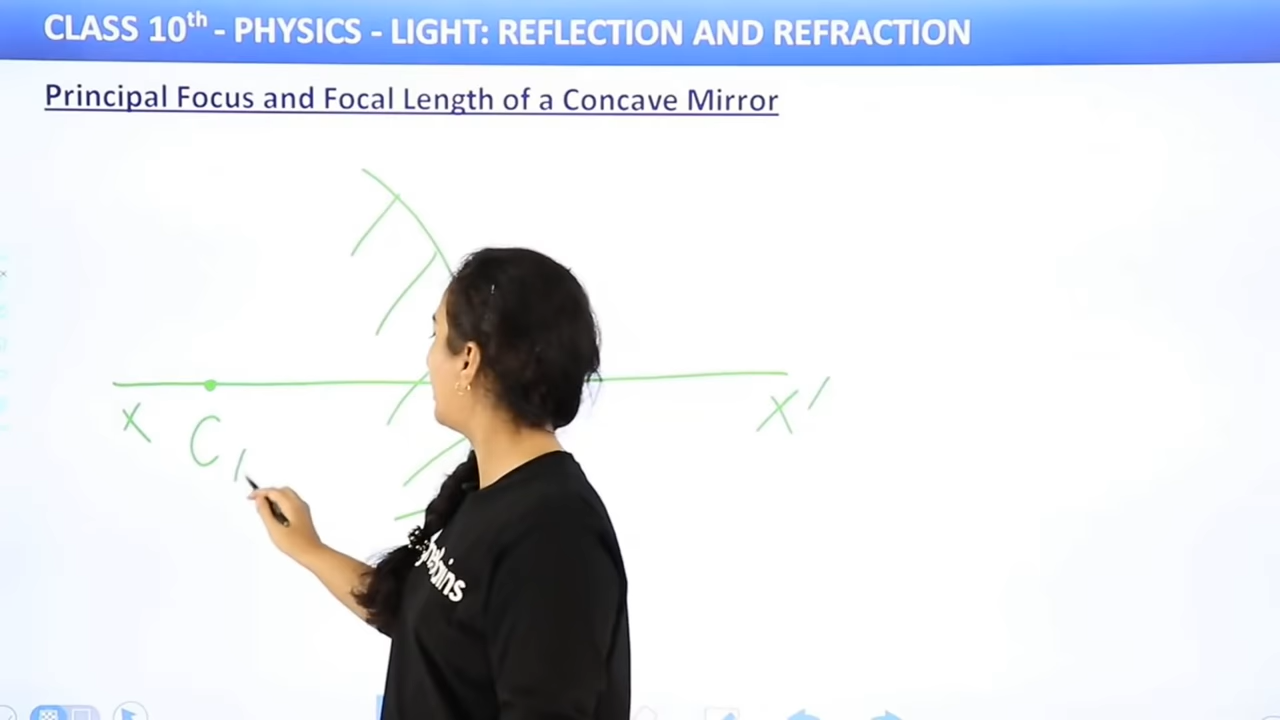 CLASS 10th - PHYSICS - LIGHT: REFLECTION AND REFRACTION
Principal Focus and Focal Length of a Concave Mirror
X C X'